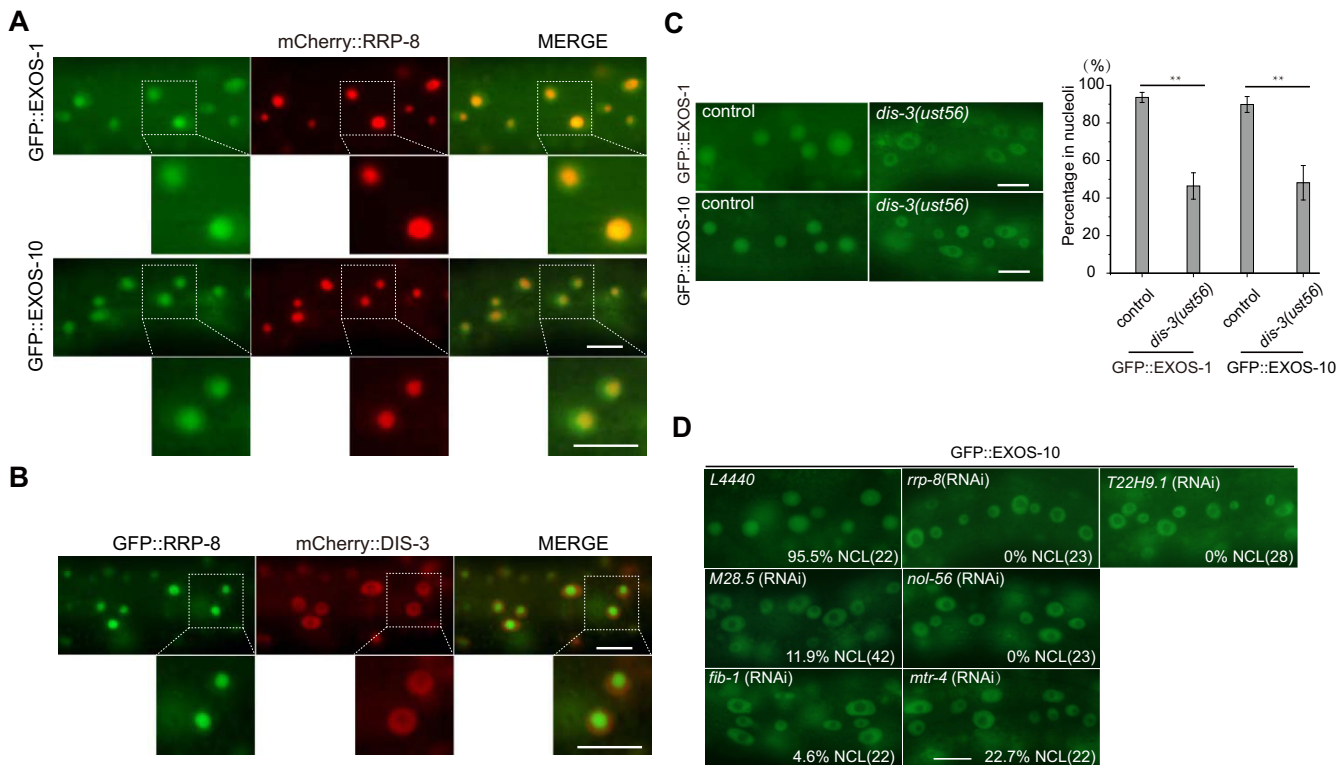 A
mCherry::RRP-8 MERGE
GFP::EXOS-1
GFP::EXOS-10
B
GFP::RRP-8 mCherry::DIS-3 MERGE
C
GFP::EXOS-1
control dis-3(ust56)
GFP::EXOS-10
control dis-3(ust56)
(%)
Percentage in nucleoli
100
80
60
40
20
0
control dis-3(ust56) control dis-3(ust56)
GFP::EXOS-1 GFP::EXOS-10
** **
D
GFP::EXOS-10
L4440 rrp-8(RNAi) T22H9.1 (RNAi)
95.5% NCL(22) 0% NCL(23) 0% NCL(28)
M28.5 (RNAi) nol-56 (RNAi)
11.9% NCL(42) 0% NCL(23)
fib-1 (RNAi) mtr-4 (RNAi)
4.6% NCL(22) 22.7% NCL(22)